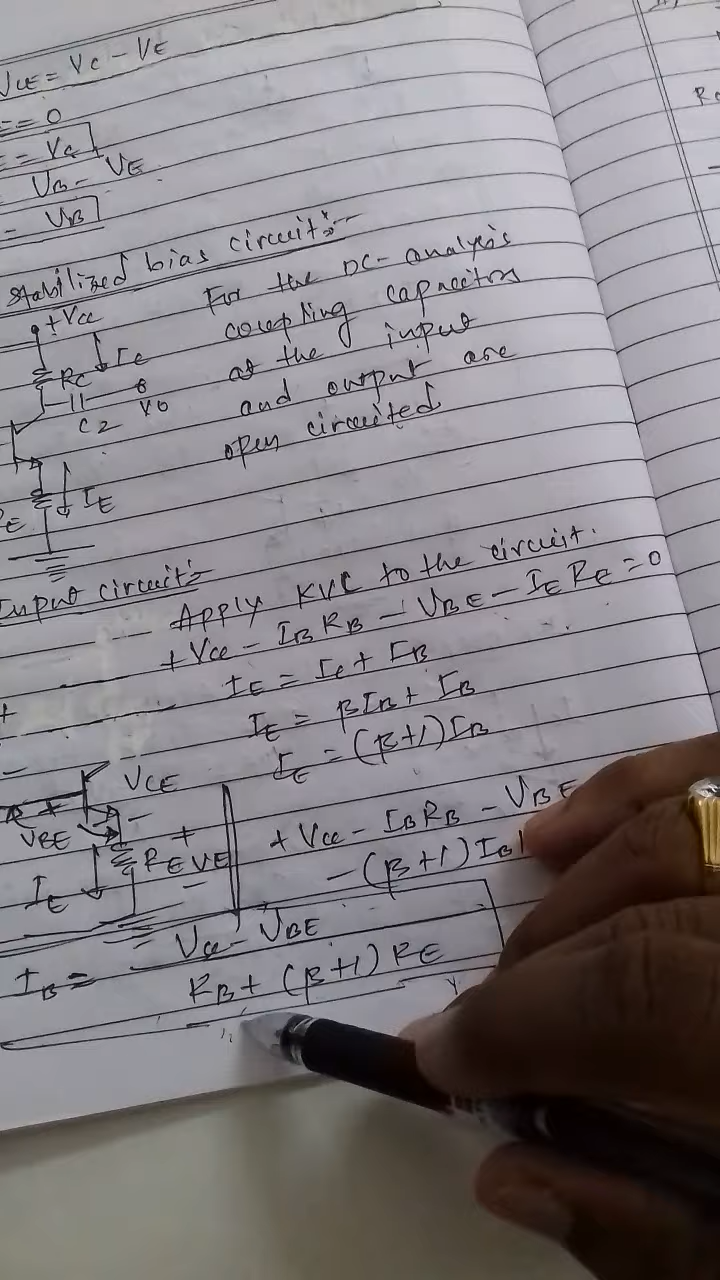 VCE = VC - VE
= 0
= VC
VB - VE
= VB
Stabilized bias circuit:-
For the DC-analysis
coupling capacitors
at the input
and output are
open circuited
+VCC
RC
IC
C2 V0
IE
Input circuit:-
Apply KVL to the circuit.
+VCC - IBRB - VBE - IERE = 0
IE = IC + IB
IE = βIB + IB
IE = (β+1)IB
VCE
VBE
+
-
RE VE
IE
+VCC - IBRB - VBE
-(β+1)IB
IB = VCC - VBE
RB + (β+1) RE